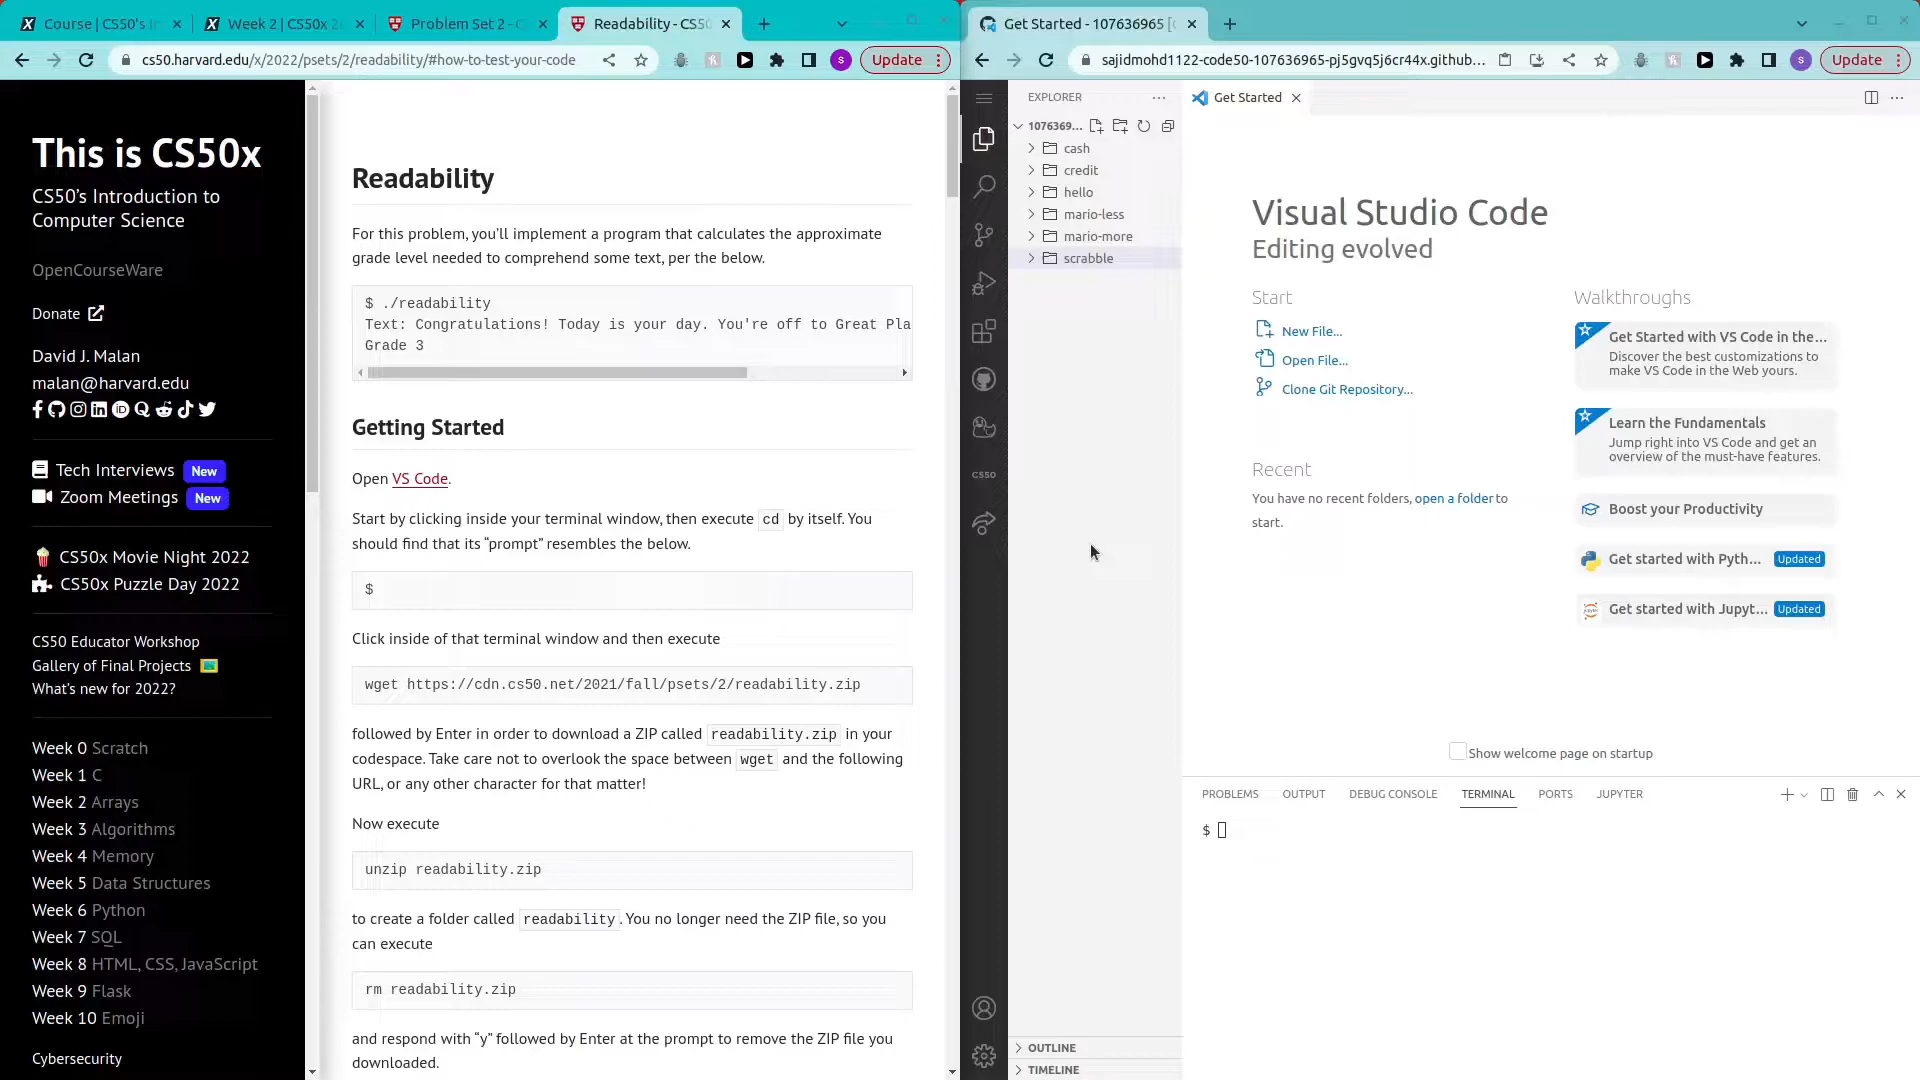 Course | CS50's I
Week 2 | CS50x 2
Problem Set 2 - C
Readability - CS50
cs50.harvard.edu/x/2022/psets/2/readability/#how-to-test-your-code
S
Update
This is CS50x
CS50’s Introduction to
Computer Science
OpenCourseWare
Donate
David J. Malan
malan@harvard.edu
Tech Interviews New
Zoom Meetings New
CS50x Movie Night 2022
CS50x Puzzle Day 2022
CS50 Educator Workshop
Gallery of Final Projects
What’s new for 2022?
Week 0 Scratch
Week 1 C
Week 2 Arrays
Week 3 Algorithms
Week 4 Memory
Week 5 Data Structures
Week 6 Python
Week 7 SQL
Week 8 HTML, CSS, JavaScript
Week 9 Flask
Week 10 Emoji
Cybersecurity
Readability
For this problem, you’ll implement a program that calculates the approximate
grade level needed to comprehend some text, per the below.
$ ./readability
Text: Congratulations! Today is your day. You're off to Great Pla
Grade 3
Getting Started
Open VS Code.
Start by clicking inside your terminal window, then execute cd by itself. You
should find that its “prompt” resembles the below.
$
Click inside of that terminal window and then execute
wget https://cdn.cs50.net/2021/fall/psets/2/readability.zip
followed by Enter in order to download a ZIP called readability.zip in your
codespace. Take care not to overlook the space between wget and the following
URL, or any other character for that matter!
Now execute
unzip readability.zip
to create a folder called readability. You no longer need the ZIP file, so you
can execute
rm readability.zip
and respond with “y” followed by Enter at the prompt to remove the ZIP file you
downloaded.
Get Started - 107636965 [
sajidmohd1122-code50-107636965-pj5gvq5j6cr44x.github...
S
Update
EXPLORER
1076369...
cash
credit
hello
mario-less
mario-more
scrabble
CS50
OUTLINE
TIMELINE
Get Started
Visual Studio Code
Editing evolved
Start
New File...
Open File...
Clone Git Repository...
Recent
You have no recent folders, open a folder to
start.
Walkthroughs
Get Started with VS Code in the...
Discover the best customizations to
make VS Code in the Web yours.
Learn the Fundamentals
Jump right into VS Code and get an
overview of the must-have features.
Boost your Productivity
Get started with Pyth... Updated
Get started with Jupyt... Updated
Show welcome page on startup
PROBLEMS OUTPUT DEBUG CONSOLE TERMINAL PORTS JUPYTER
$